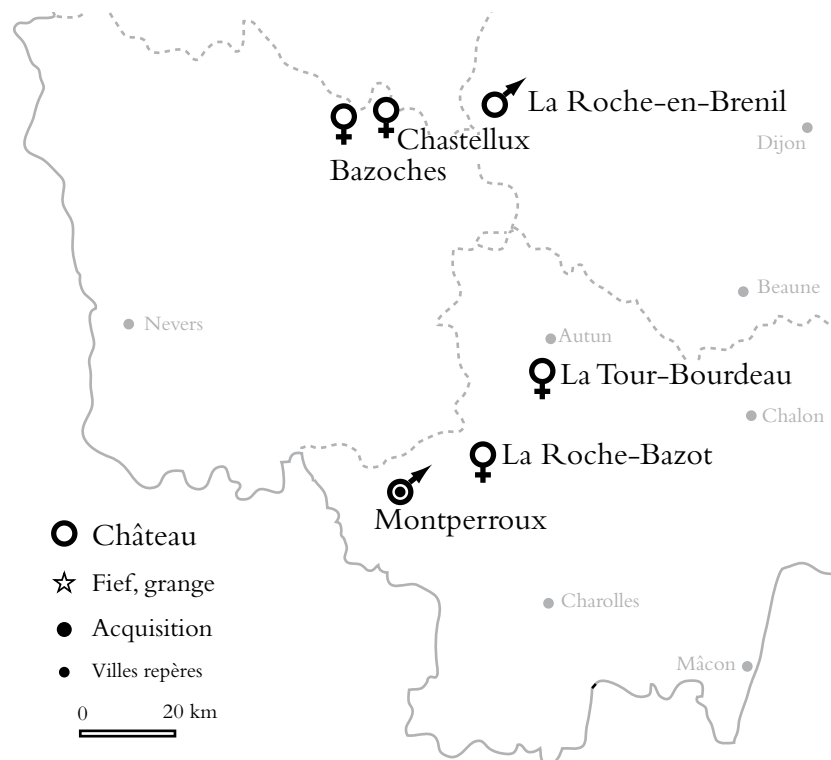 La Roche-en-Brenil
Dijon
Chastellux
Bazoches
Beaune
Nevers
Autun
La Tour-Bourdeau
Chalon
La Roche-Bazot
Montperroux
Château
Fief, grange
Acquisition
Villes repères
0 20 km
Charolles
Mâcon